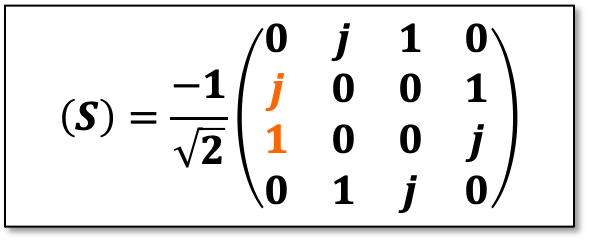 (S) = −1/√2
0 j 1 0
j 0 0 1
1 0 0 j
0 1 j 0